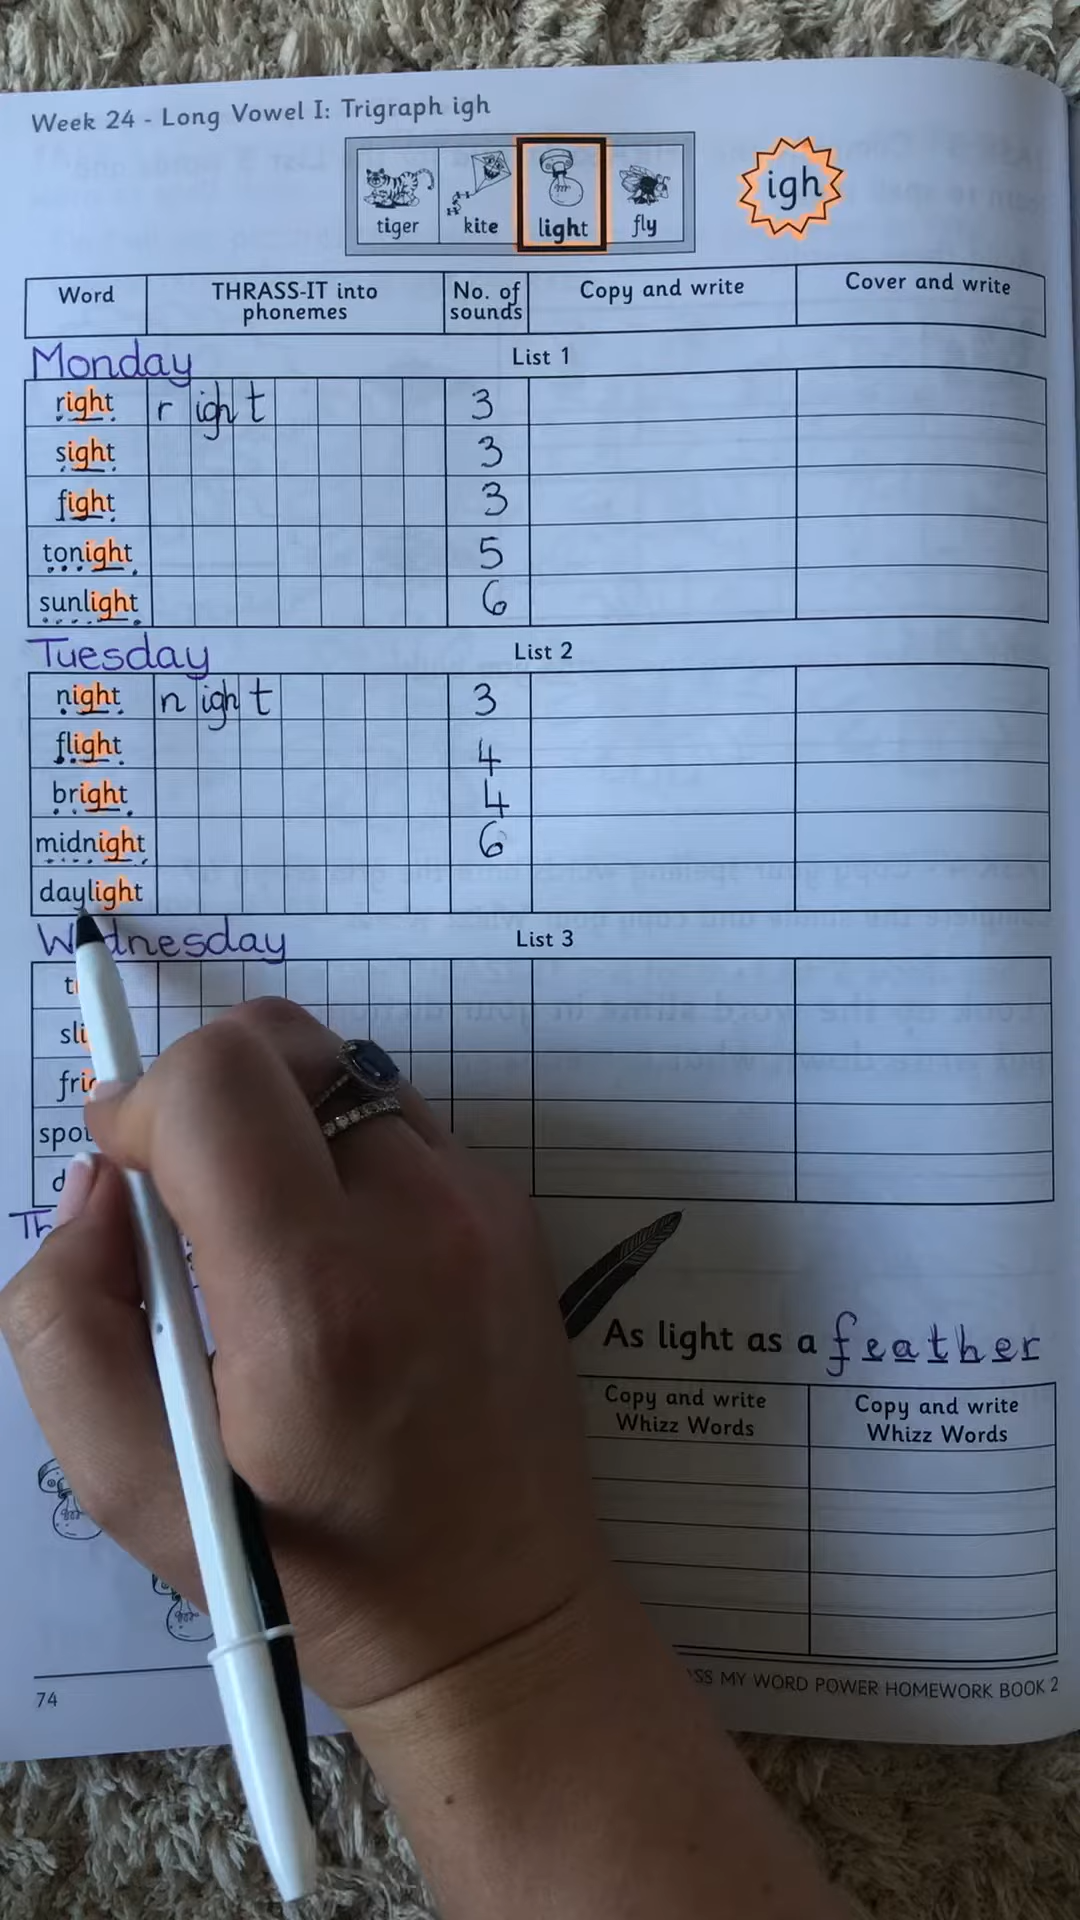 Week 24 - Long Vowel I: Trigraph igh
tiger kite light fly
igh
Word THRASS-IT into phonemes No. of sounds Copy and write Cover and write
Monday List 1
right r igh t 3
sight 3
fight 3
tonight 5
sunlight 6
Tuesday List 2
night n igh t 3
flight 4
bright 4
midnight 6
daylight
Wednesday List 3
As light as a feather
Copy and write Whizz Words Copy and write Whizz Words
74 MY WORD POWER HOMEWORK BOOK 2